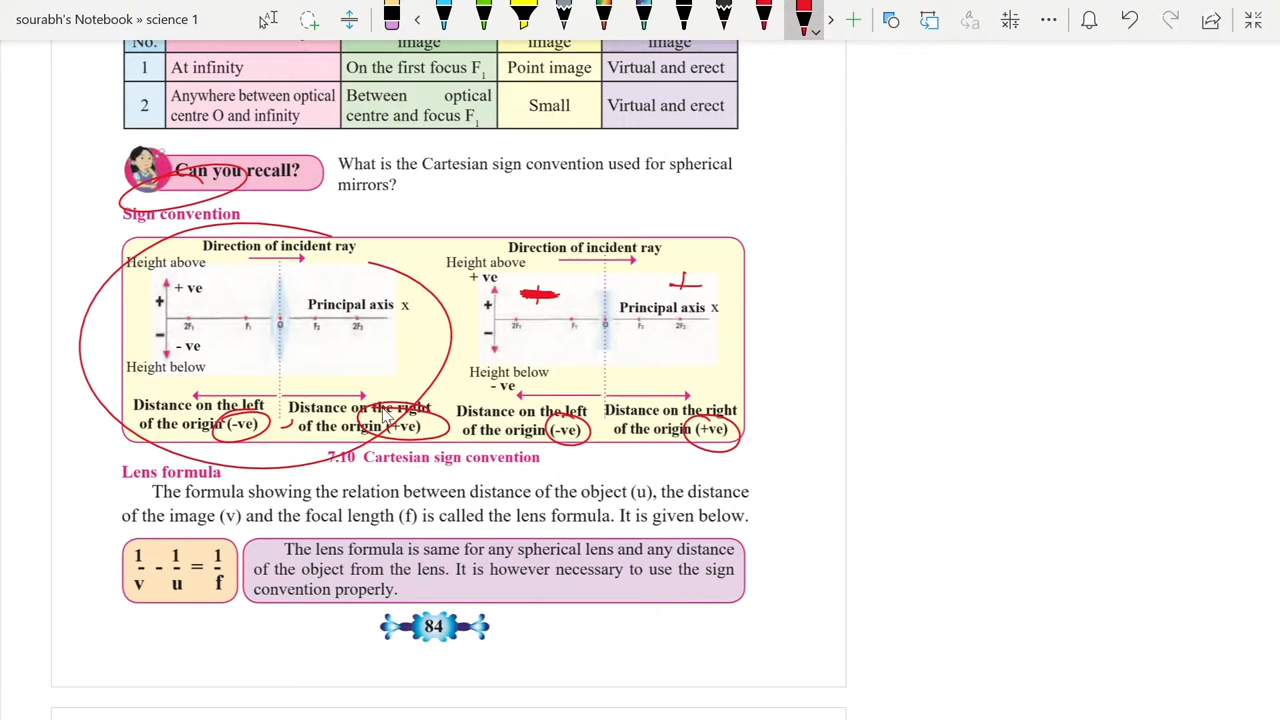 sourabh's Notebook » science 1
No. image image image
1 At infinity On the first focus F1 Point image Virtual and erect
2 Anywhere between optical centre O and infinity Between optical centre and focus F1 Small Virtual and erect
Can you recall?
What is the Cartesian sign convention used for spherical
mirrors?
Sign convention
Direction of incident ray
Height above
+ ve
+
Principal axis x
2F1 F1 O F2 2F2
−
- ve
Height below
Distance on the left
of the origin (-ve)
Distance on the right
of the origin (+ve)
Direction of incident ray
Height above
+ ve
+
+
+
Principal axis x
2F1 F1 O F2 2F2
−
Height below
- ve
Distance on the left
of the origin (-ve)
Distance on the right
of the origin (+ve)
7.10 Cartesian sign convention
Lens formula
The formula showing the relation between distance of the object (u), the distance
of the image (v) and the focal length (f) is called the lens formula. It is given below.
1/v - 1/u = 1/f
The lens formula is same for any spherical lens and any distance
of the object from the lens. It is however necessary to use the sign
convention properly.
84